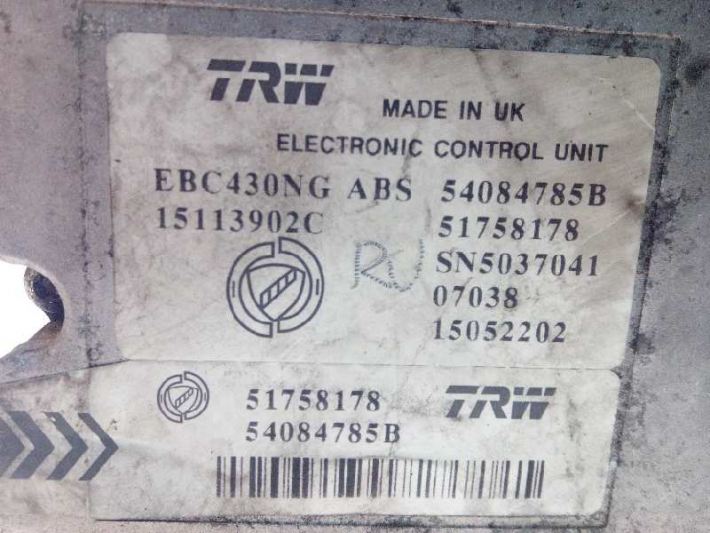 TRW
MADE IN UK
ELECTRONIC CONTROL UNIT
EBC430NG ABS 54084785B
15113902C 51758178
SN5037041
07038
15052202
51758178 TRW
54084785B